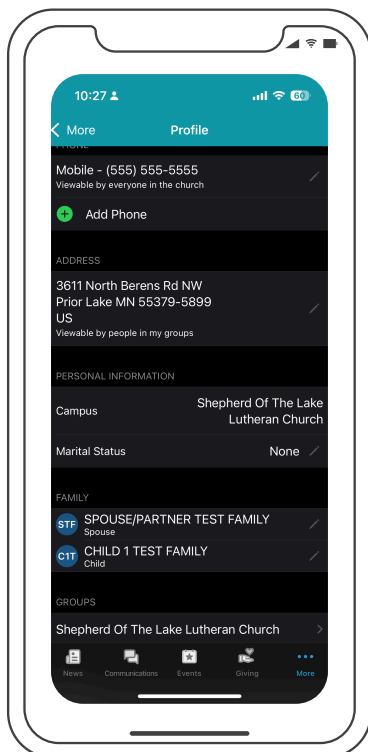 10:27
60
More
Profile
PHONE
Mobile - (555) 555-5555
Viewable by everyone in the church
Add Phone
ADDRESS
3611 North Berens Rd NW
Prior Lake MN 55379-5899
US
Viewable by people in my groups
PERSONAL INFORMATION
Campus
Shepherd Of The Lake
Lutheran Church
Marital Status
None
FAMILY
STF
SPOUSE/PARTNER TEST FAMILY
Spouse
C1T
CHILD 1 TEST FAMILY
Child
GROUPS
Shepherd Of The Lake Lutheran Church
News
Communications
Events
Giving
More